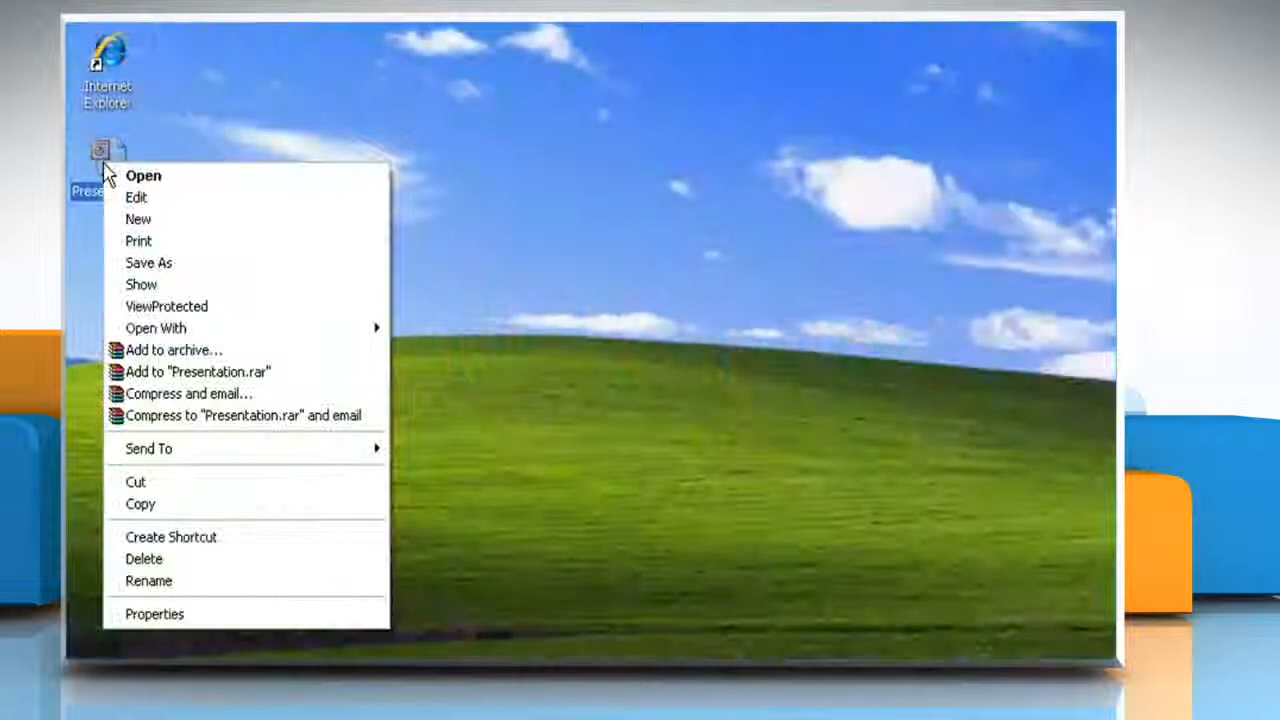 Internet
Explorer
Prese
Open
Edit
New
Print
Save As
Show
ViewProtected
Open With
Add to archive...
Add to "Presentation.rar"
Compress and email...
Compress to "Presentation.rar" and email
Send To
Cut
Copy
Create Shortcut
Delete
Rename
Properties